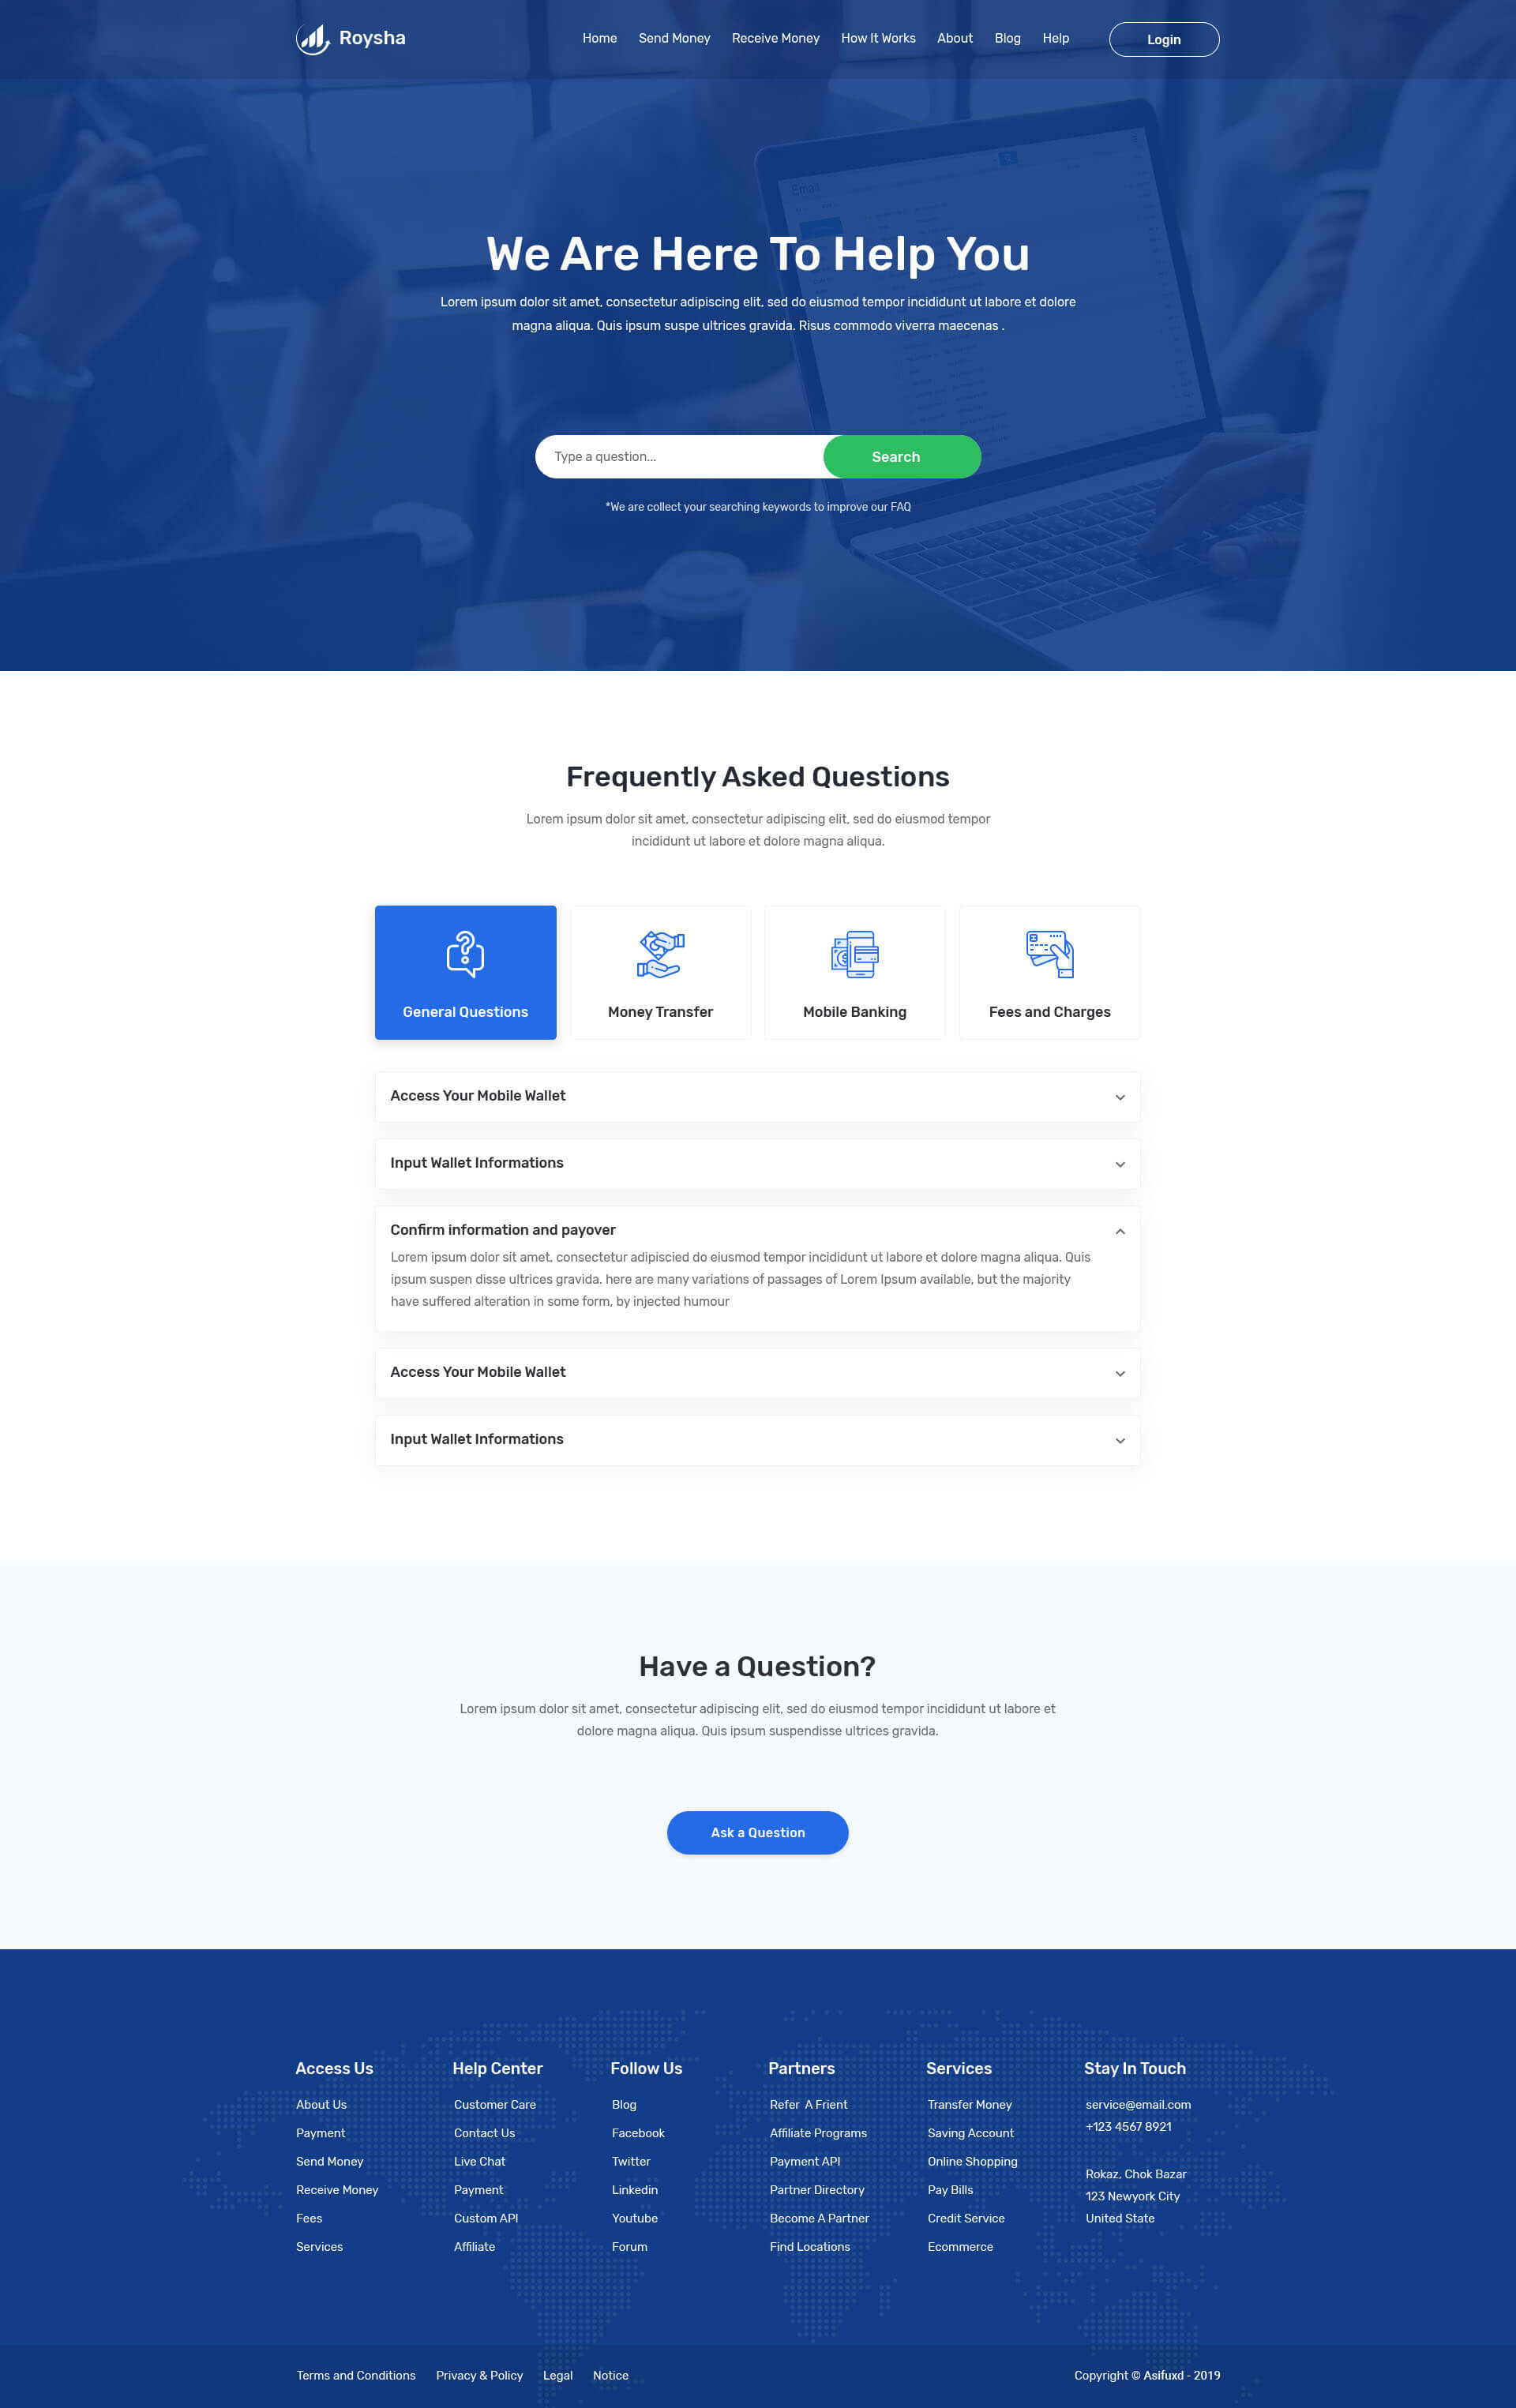 Roysha
Home Send Money Receive Money How It Works About Blog Help Login
Email
We Are Here To Help You
Lorem ipsum dolor sit amet, consectetur adipiscing elit, sed do eiusmod tempor incididunt ut labore et dolore
magna aliqua. Quis ipsum suspe ultrices gravida. Risus commodo viverra maecenas .
Type a question... Search
*We are collect your searching keywords to improve our FAQ
Frequently Asked Questions
Lorem ipsum dolor sit amet, consectetur adipiscing elit, sed do eiusmod tempor
incididunt ut labore et dolore magna aliqua.
General Questions Money Transfer Mobile Banking Fees and Charges
Access Your Mobile Wallet
Input Wallet Informations
Confirm information and payover
Lorem ipsum dolor sit amet, consectetur adipiscied do eiusmod tempor incididunt ut labore et dolore magna aliqua. Quis
ipsum suspen disse ultrices gravida. here are many variations of passages of Lorem Ipsum available, but the majority
have suffered alteration in some form, by injected humour
Access Your Mobile Wallet
Input Wallet Informations
Have a Question?
Lorem ipsum dolor sit amet, consectetur adipiscing elit, sed do eiusmod tempor incididunt ut labore et
dolore magna aliqua. Quis ipsum suspendisse ultrices gravida.
Ask a Question
Access Us
About Us
Payment
Send Money
Receive Money
Fees
Services
Help Center
Customer Care
Contact Us
Live Chat
Payment
Custom API
Affiliate
Follow Us
Blog
Facebook
Twitter
Linkedin
Youtube
Forum
Partners
Refer A Frient
Affiliate Programs
Payment API
Partner Directory
Become A Partner
Find Locations
Services
Transfer Money
Saving Account
Online Shopping
Pay Bills
Credit Service
Ecommerce
Stay In Touch
service@email.com
+123 4567 8921
Rokaz, Chok Bazar
123 Newyork City
United State
Terms and Conditions Privacy & Policy Legal Notice Copyright © Asifuxd - 2019